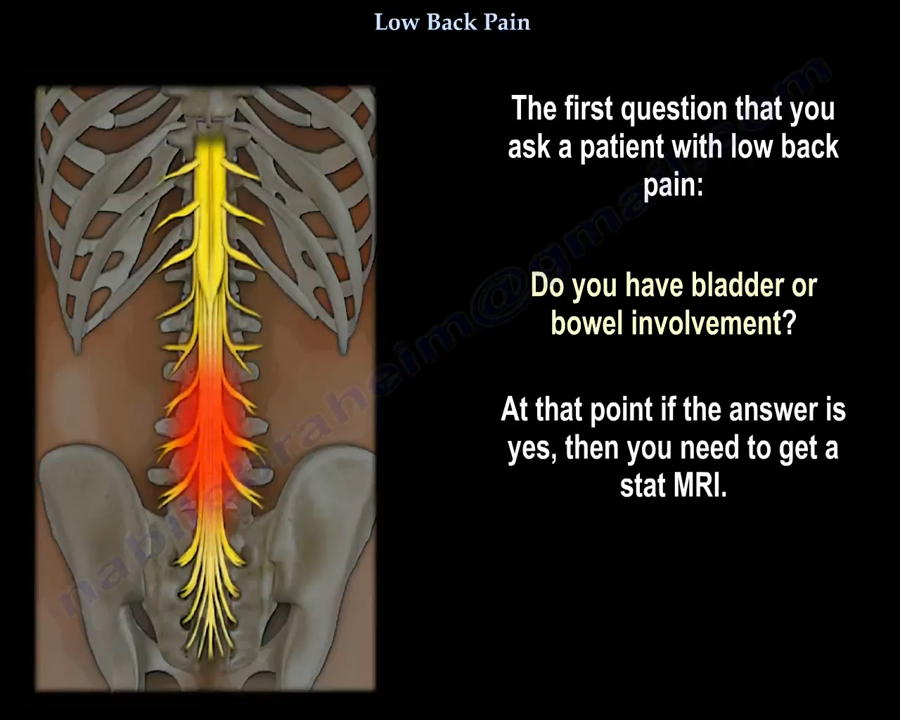 Low Back Pain
The first question that you
ask a patient with low back
pain:
Do you have bladder or
bowel involvement?
At that point if the answer is
yes, then you need to get a
stat MRI.